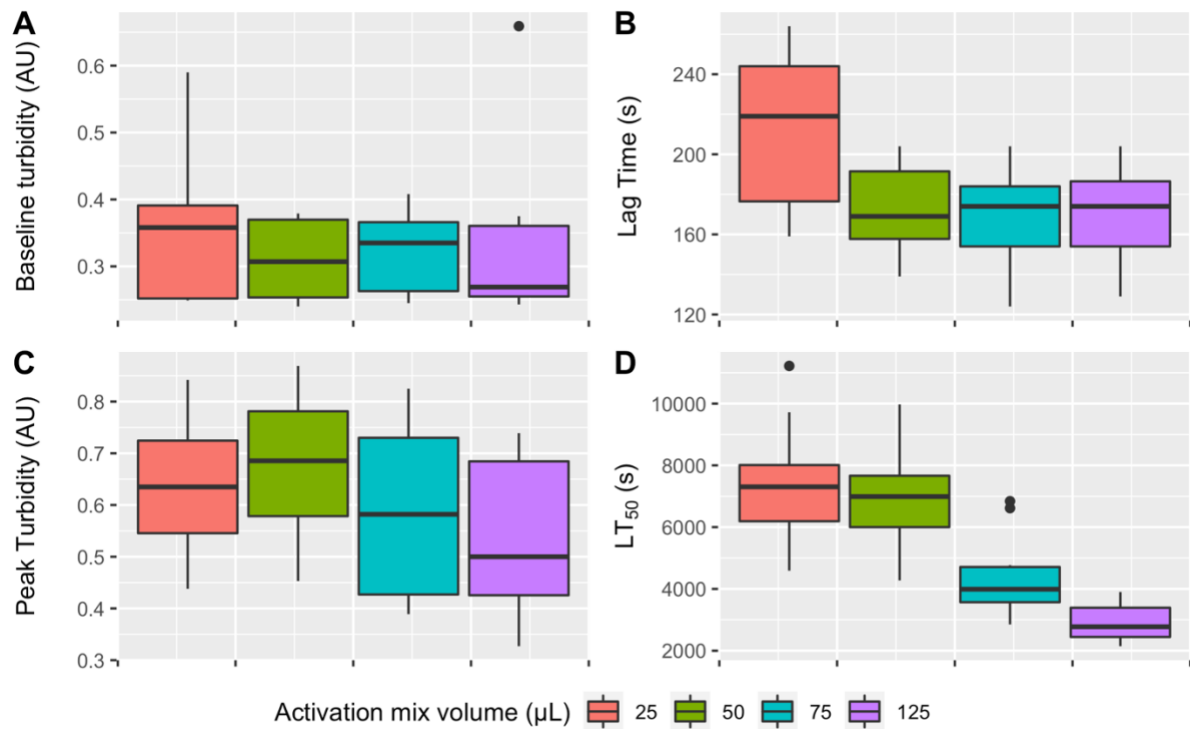 A
Baseline turbidity (AU)
0.6
0.5
0.4
0.3
B
Lag Time (s)
240
200
160
120
C
Peak Turbidity (AU)
0.8
0.7
0.6
0.5
0.4
0.3
D
LT₅₀ (s)
10000
8000
6000
4000
2000
Activation mix volume (µL) 25 50 75 125